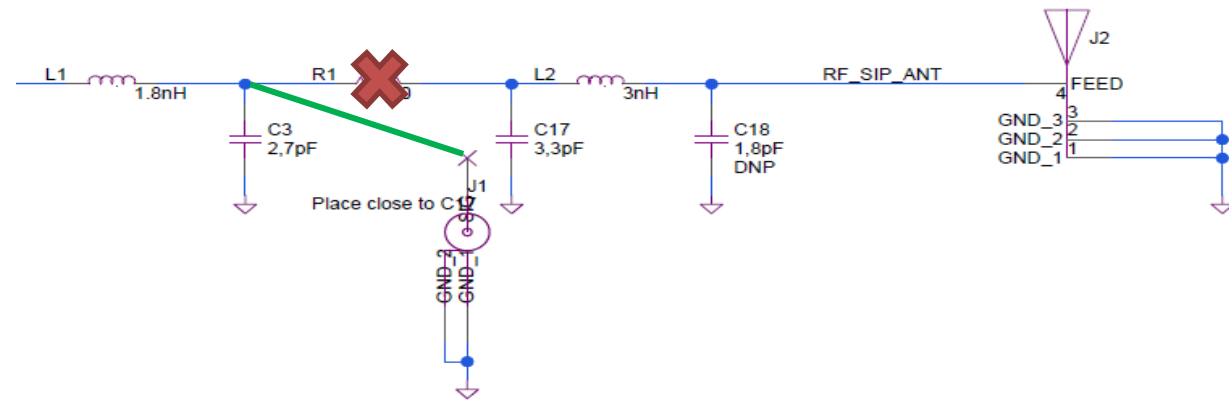 J2
L1
R1
L2
RF_SIP_ANT
1.8nH
3nH
4
FEED
C3
2,7pF
C17
3,3pF
C18
1,8pF
DNP
GND_3
3
GND_2
2
GND_1
1
J1
Place close to C17
GND_2
GND_1